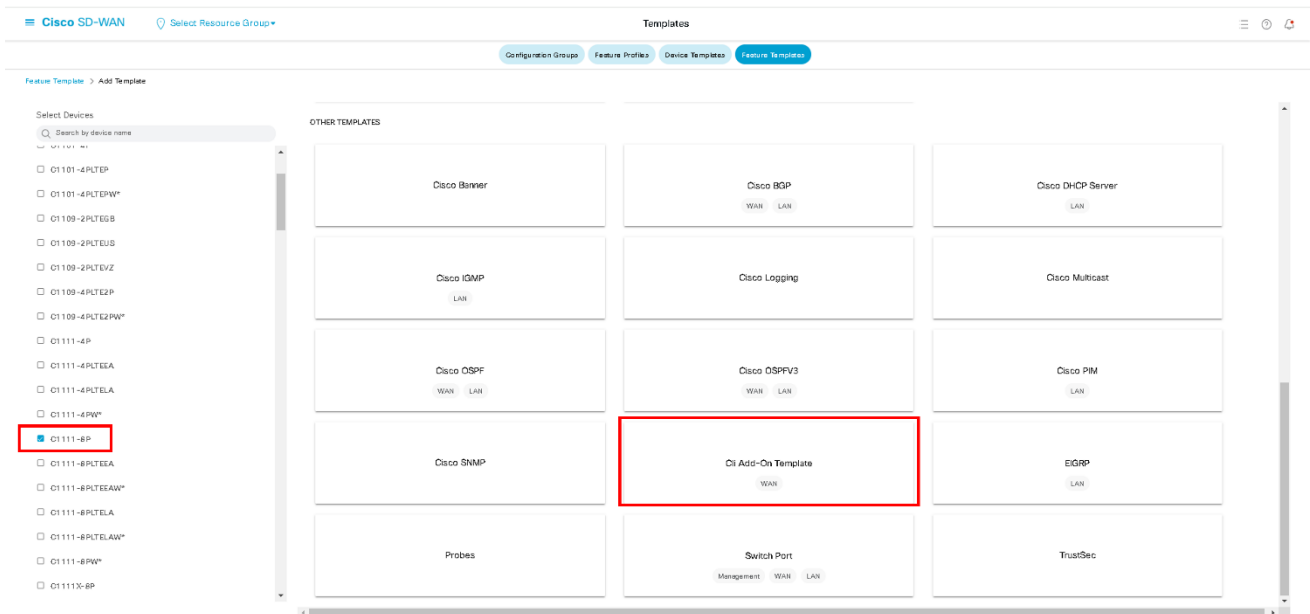 Cisco SD-WAN
Select Resource Group
Templates
Configuration Groups
Feature Profiles
Device Templates
Feature Templates
Feature Template > Add Template
Select Devices
Search by device name
C1101-4PLTEP
C1101-4PLTEPW*
C1109-2PLTEGB
C1109-2PLTEUS
C1109-2PLTEVZ
C1109-4PLTE2P
C1109-4PLTE2PW*
C1111-4P
C1111-4PLTEEA
C1111-4PLTELA
C1111-4PW*
C1111-8P
C1111-8PLTEEA
C1111-8PLTEEAW*
C1111-8PLTELA
C1111-8PLTELAW*
C1111-8PW*
C1111X-8P
OTHER TEMPLATES
Cisco Banner
Cisco BGP
WAN LAN
Cisco DHCP Server
LAN
Cisco IGMP
LAN
Cisco Logging
Cisco Multicast
Cisco OSPF
WAN LAN
Cisco OSPFV3
WAN LAN
Cisco PIM
LAN
Cisco SNMP
Cli Add-On Template
WAN
EIGRP
LAN
Probes
Switch Port
Management WAN LAN
TrustSec